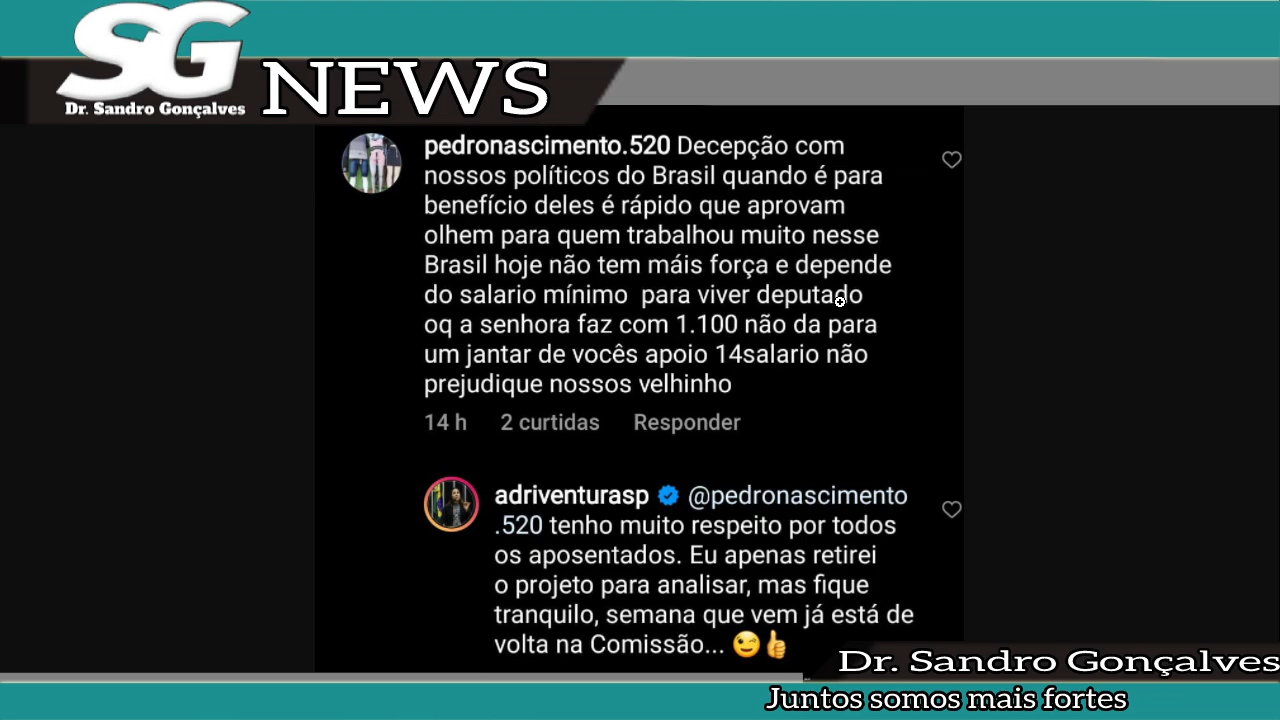 SG
Dr. Sandro Gonçalves
NEWS
pedronascimento.520 Decepção com
nossos políticos do Brasil quando é para
benefício deles é rápido que aprovam
olhem para quem trabalhou muito nesse
Brasil hoje não tem máis força e depende
do salario mínimo  para viver deputado
oq a senhora faz com 1.100 não da para
um jantar de vocês apoio 14salario não
prejudique nossos velhinho
14 h 2 curtidas Responder
adriventurasp @pedronascimento
.520 tenho muito respeito por todos
os aposentados. Eu apenas retirei
o projeto para analisar, mas fique
tranquilo, semana que vem já está de
volta na Comissão... 😉👍
Dr. Sandro Gonçalves
Juntos somos mais fortes